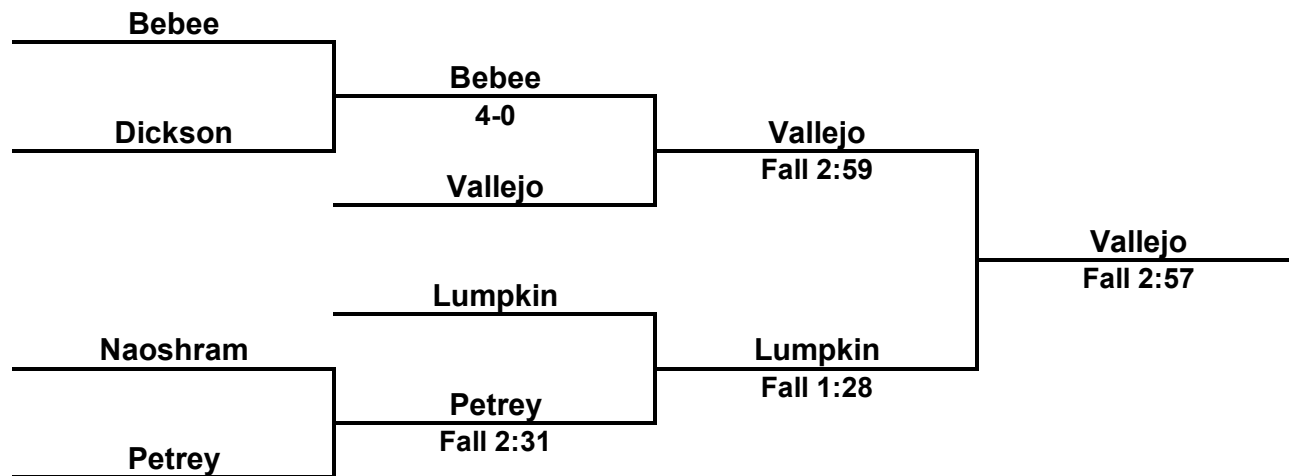 Bebee
Bebee
4-0
Dickson
Vallejo
Fall 2:59
Vallejo
Vallejo
Fall 2:57
Lumpkin
Naoshram
Lumpkin
Fall 1:28
Petrey
Fall 2:31
Petrey